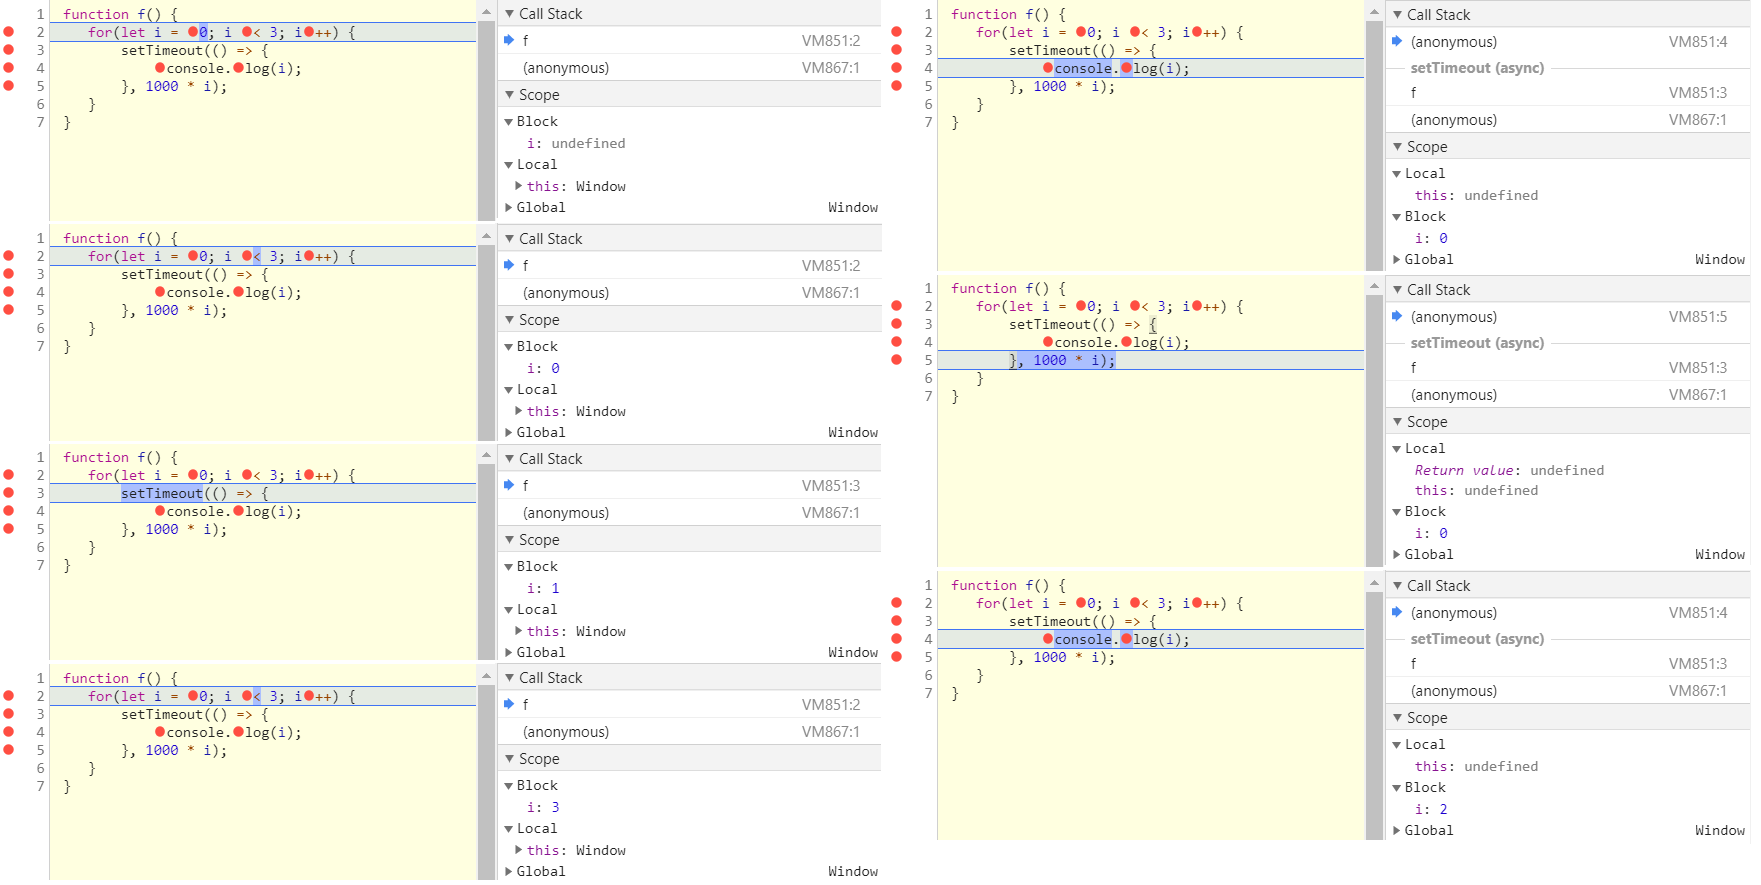 1 function f() {
2 for(let i = 0; i < 3; i++) {
3 setTimeout(() => {
4 console.log(i);
5 }, 1000 * i);
6 }
7 }
Call Stack
f VM851:2
(anonymous) VM867:1
Scope
Block
i: undefined
Local
this: Window
Global Window
1 function f() {
2 for(let i = 0; i < 3; i++) {
3 setTimeout(() => {
4 console.log(i);
5 }, 1000 * i);
6 }
7 }
Call Stack
f VM851:2
(anonymous) VM867:1
Scope
Block
i: 0
Local
this: Window
Global Window
1 function f() {
2 for(let i = 0; i < 3; i++) {
3 setTimeout(() => {
4 console.log(i);
5 }, 1000 * i);
6 }
7 }
Call Stack
f VM851:3
(anonymous) VM867:1
Scope
Block
i: 1
Local
this: Window
Global Window
1 function f() {
2 for(let i = 0; i < 3; i++) {
3 setTimeout(() => {
4 console.log(i);
5 }, 1000 * i);
6 }
7 }
Call Stack
f VM851:2
(anonymous) VM867:1
Scope
Block
i: 3
Local
this: Window
Global Window
1 function f() {
2 for(let i = 0; i < 3; i++) {
3 setTimeout(() => {
4 console.log(i);
5 }, 1000 * i);
6 }
7 }
Call Stack
(anonymous) VM851:4
setTimeout (async)
f VM851:3
(anonymous) VM867:1
Scope
Local
this: undefined
Block
i: 0
Global Window
1 function f() {
2 for(let i = 0; i < 3; i++) {
3 setTimeout(() => {
4 console.log(i);
5 }, 1000 * i);
6 }
7 }
Call Stack
(anonymous) VM851:5
setTimeout (async)
f VM851:3
(anonymous) VM867:1
Scope
Local
Return value: undefined
this: undefined
Block
i: 0
Global Window
1 function f() {
2 for(let i = 0; i < 3; i++) {
3 setTimeout(() => {
4 console.log(i);
5 }, 1000 * i);
6 }
7 }
Call Stack
(anonymous) VM851:4
setTimeout (async)
f VM851:3
(anonymous) VM867:1
Scope
Local
this: undefined
Block
i: 2
Global Window